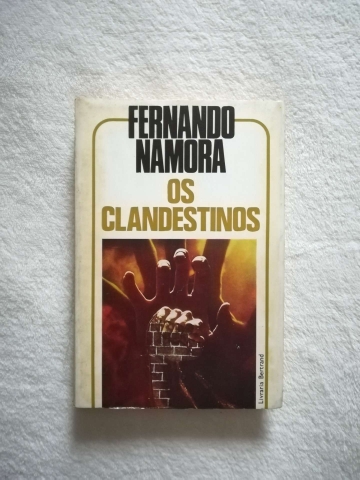 FERNANDO
NAMORA
OS
CLANDESTINOS
Livraria Bertrand